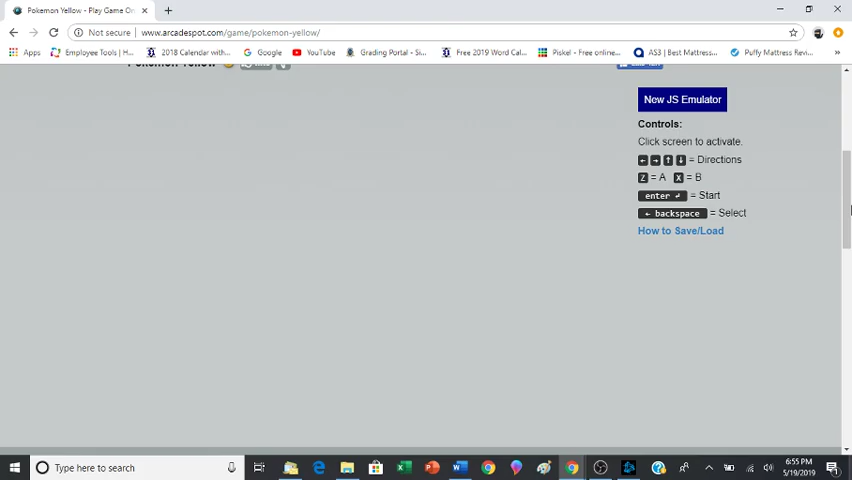 Pokemon Yellow - Play Game On
Not secure
www.arcadespot.com/game/pokemon-yellow/
Apps
Employee Tools | H...
2018 Calendar with...
Google
YouTube
Grading Portal - Si...
Free 2019 Word Cal...
Piskel - Free online...
AS3 | Best Mattress...
Puffy Mattress Revi...
»
Pokemon Yellow
New JS Emulator
Controls:
Click screen to activate.
← → ↑ ↓ = Directions
Z = A X = B
enter ↲ = Start
← backspace = Select
How to Save/Load
Type here to search
6:55 PM
5/19/2019